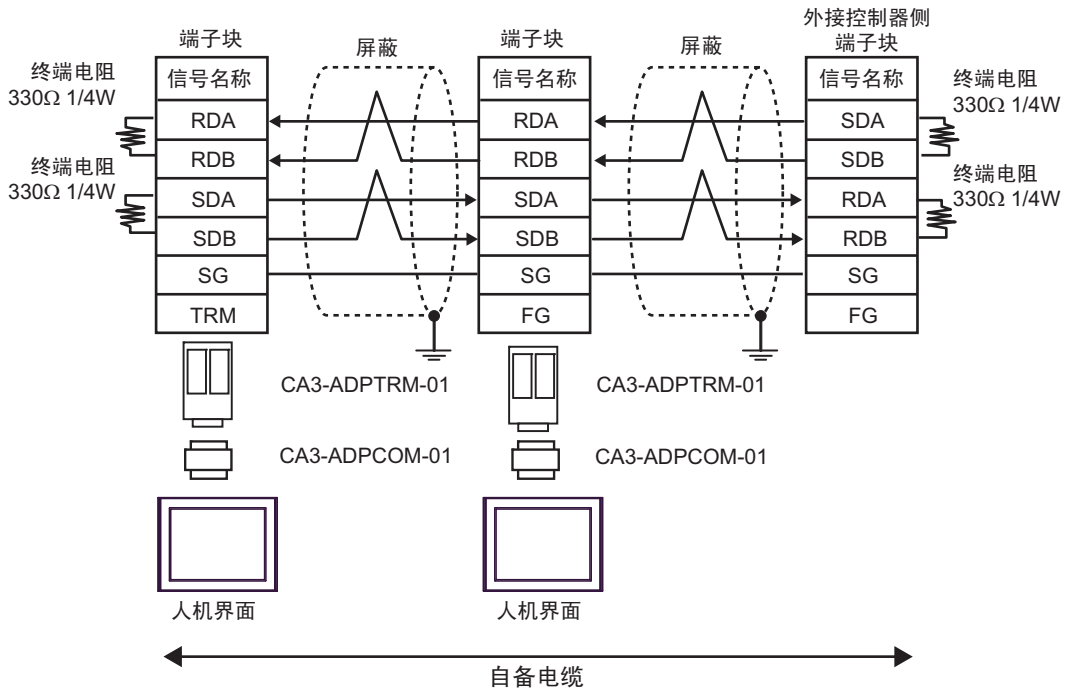 外接控制器侧
端子块
屏蔽
端子块
屏蔽
端子块
终端电阻
330Ω 1/4W
信号名称
信号名称
信号名称
终端电阻
330Ω 1/4W
RDA
RDA
SDA
RDB
RDB
SDB
终端电阻
330Ω 1/4W
SDA
SDA
RDA
终端电阻
330Ω 1/4W
SDB
SDB
RDB
SG
SG
SG
TRM
FG
FG
CA3-ADPTRM-01
CA3-ADPTRM-01
CA3-ADPCOM-01
CA3-ADPCOM-01
人机界面
人机界面
自备电缆